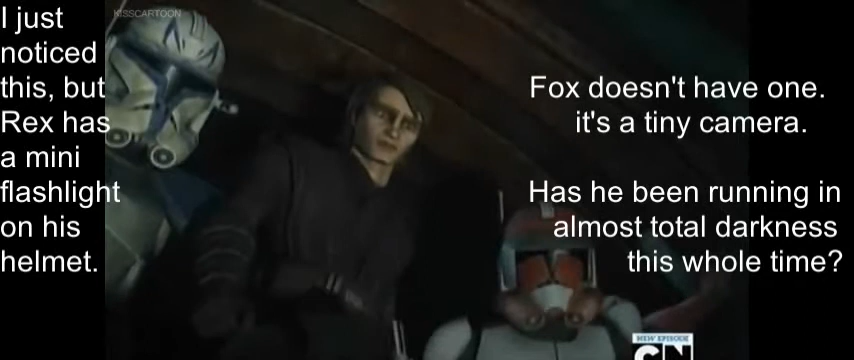 KISSCARTOON
I just
noticed
this, but
Rex has
a mini
flashlight
on his
helmet.
Fox doesn't have one.
it's a tiny camera.
Has he been running in
almost total darkness
this whole time?
NEW EPISODE
CN